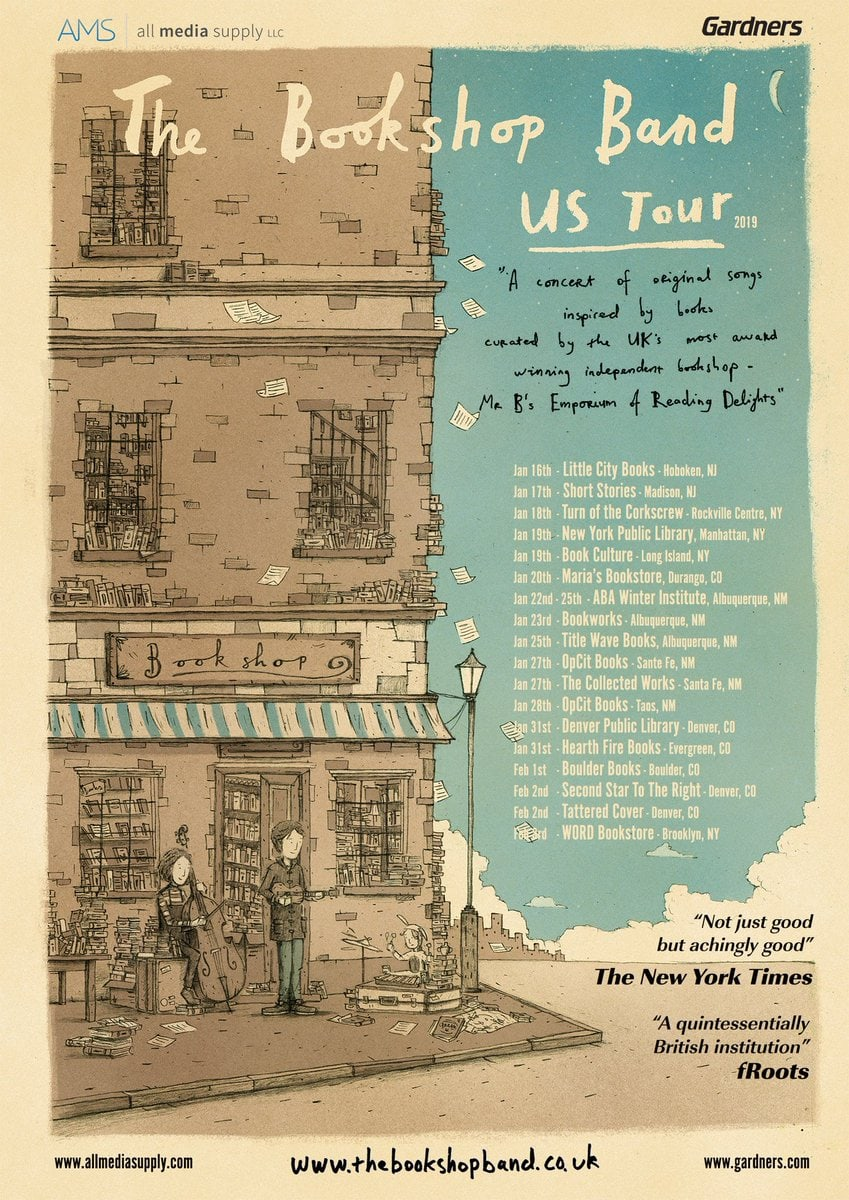 AMS all media supply LLC
Gardners
The Bookshop Band
US Tour 2019
"A concert of original songs
inspired by books
curated by the UK's most award
winning independent bookshop -
Mr B's Emporium of Reading Delights"
Jan 16th - Little City Books - Hoboken, NJ
Jan 17th - Short Stories - Madison, NJ
Jan 18th - Turn of the Corkscrew - Rockville Centre, NY
Jan 19th - New York Public Library, Manhattan, NY
Jan 19th - Book Culture - Long Island, NY
Jan 20th - Maria's Bookstore, Durango, CO
Jan 22nd - 25th - ABA Winter Institute, Albuquerque, NM
Jan 23rd - Bookworks - Albuquerque, NM
Jan 25th - Title Wave Books, Albuquerque, NM
Jan 27th - OpCit Books - Sante Fe, NM
Jan 27th - The Collected Works - Santa Fe, NM
Jan 28th - OpCit Books - Taos, NM
Jan 31st - Denver Public Library - Denver, CO
Jan 31st - Hearth Fire Books - Evergreen, CO
Feb 1st - Boulder Books - Boulder, CO
Feb 2nd - Second Star To The Right - Denver, CO
Feb 2nd - Tattered Cover - Denver, CO
Feb 3rd - WORD Bookstore - Brooklyn, NY
Bookshop
"Not just good
but achingly good"
The New York Times
"A quintessentially
British institution"
fRoots
www.allmediasupply.com
www.thebookshopband.co.uk
www.gardners.com